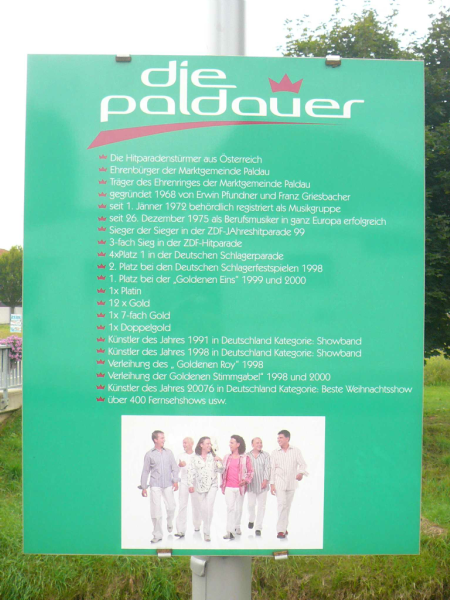 die
paldauer
Die Hitparadenstürmer aus Österreich
Ehrenbürger der Marktgemeinde Paldau
Träger des Ehrenringes der Marktgemeinde Paldau
gegründet 1968 von Erwin Pfundner und Franz Griesbacher
seit 1. Jänner 1972 behördlich registriert als Musikgruppe
seit 26. Dezember 1975 als Berufsmusiker in ganz Europa erfolgreich
Sieger der Sieger in der ZDF-JAhreshitparade 99
3-fach Sieg in der ZDF-Hitparade
4xPlatz 1 in der Deutschen Schlagerparade
2. Platz bei den Deutschen Schlagerfestspielen 1998
1. Platz bei der „Goldenen Eins" 1999 und 2000
1x Platin
12 x Gold
1x 7-fach Gold
1x Doppelgold
Künstler des Jahres 1991 in Deutschland Kategorie: Showband
Künstler des Jahres 1998 in Deutschland Kategorie: Showband
Verleihung des „ Goldenen Roy" 1998
Verleihung der Goldenen Stimmgabel" 1998 und 2000
Künstler des Jahres 20076 in Deutschland Kategorie: Beste Weihnachtsshow
über 400 Fernsehshows usw.